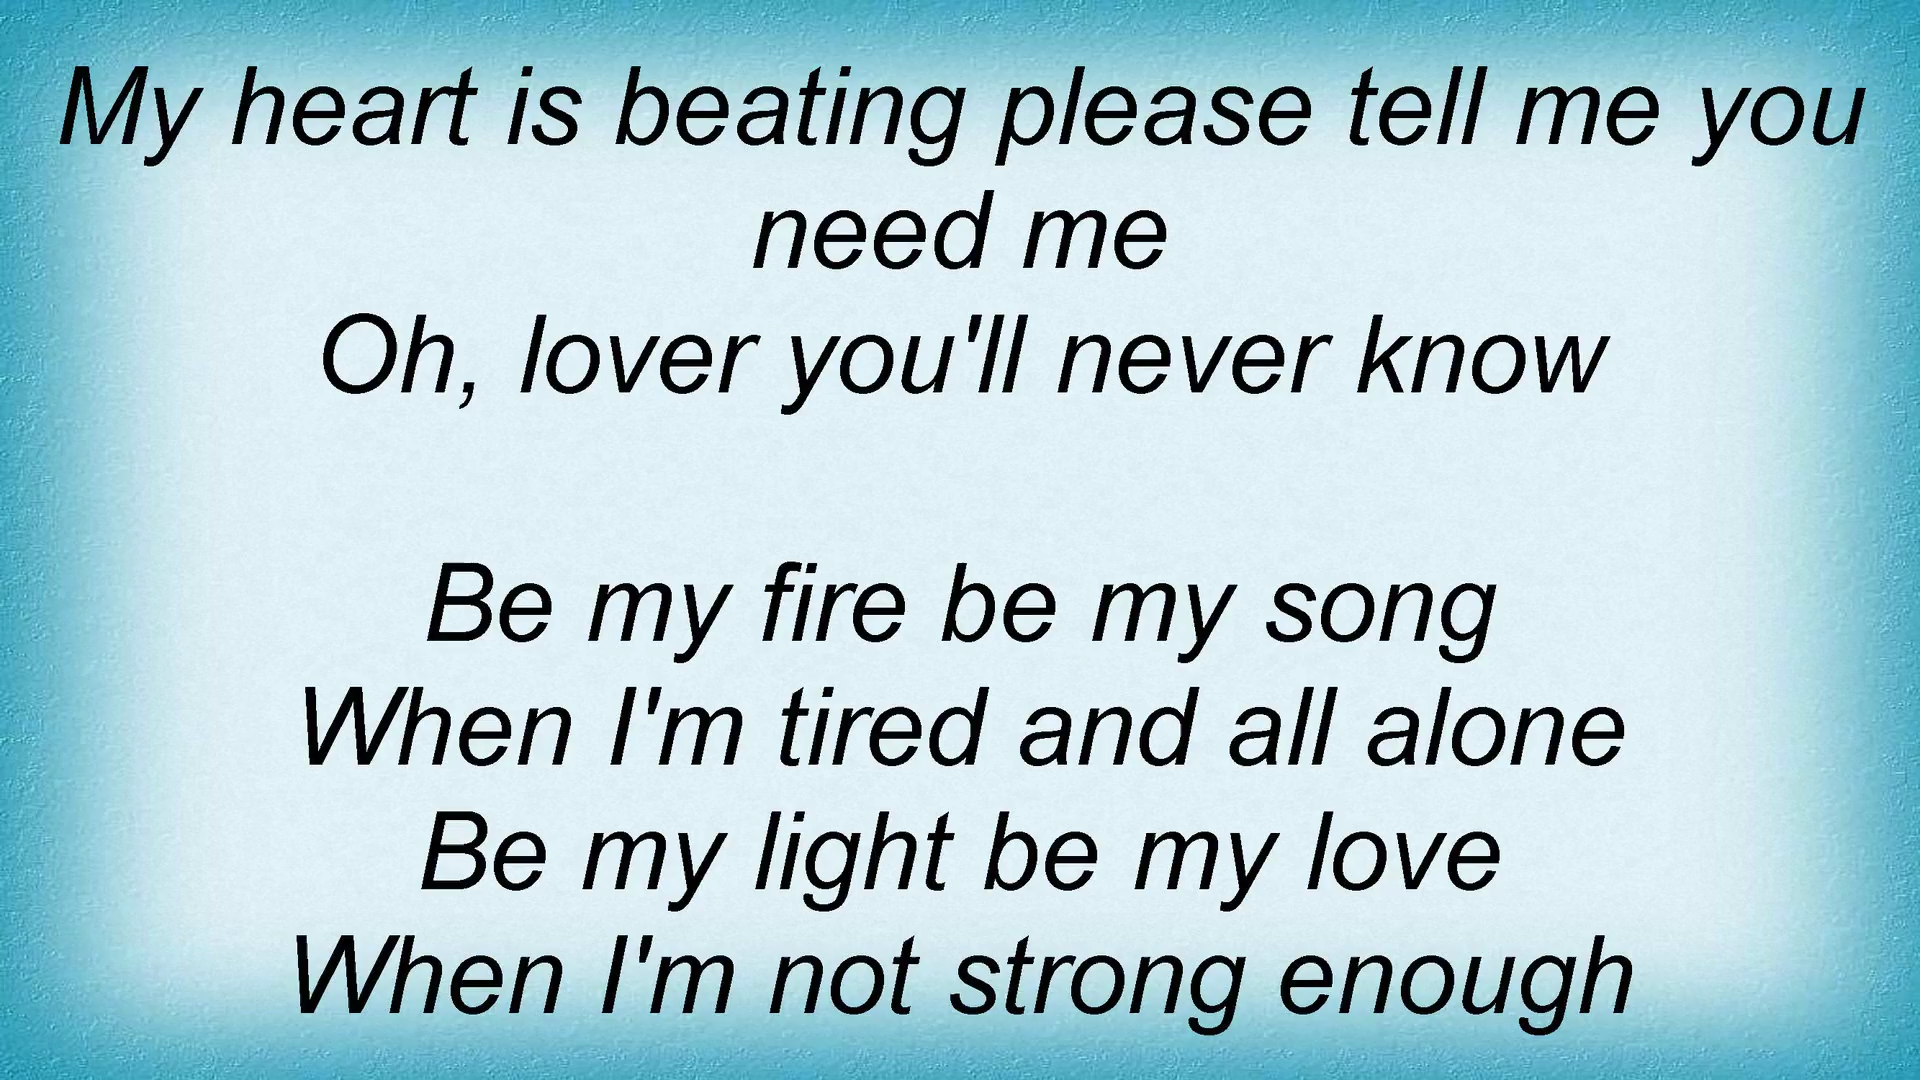 My heart is beating please tell me you
need me
Oh, lover you'll never know
Be my fire be my song
When I'm tired and all alone
Be my light be my love
When I'm not strong enough